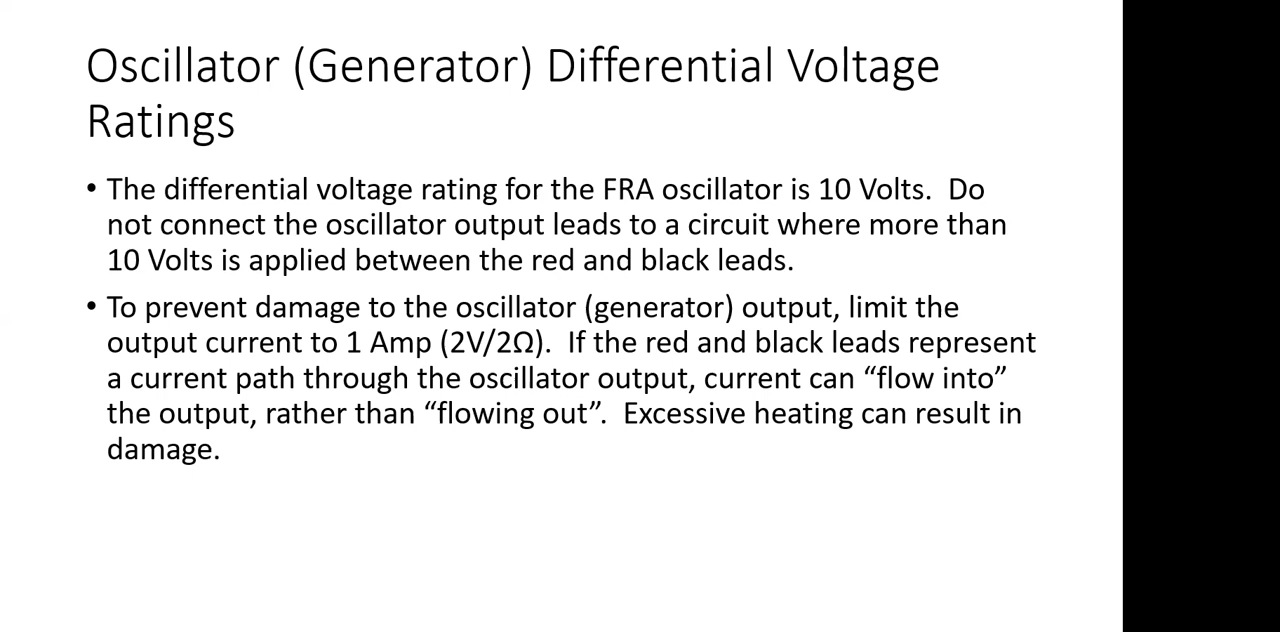 Oscillator (Generator) Differential Voltage
Ratings
• The differential voltage rating for the FRA oscillator is 10 Volts.  Do
not connect the oscillator output leads to a circuit where more than
10 Volts is applied between the red and black leads.
• To prevent damage to the oscillator (generator) output, limit the
output current to 1 Amp (2V/2Ω).  If the red and black leads represent
a current path through the oscillator output, current can “flow into”
the output, rather than “flowing out”.  Excessive heating can result in
damage.